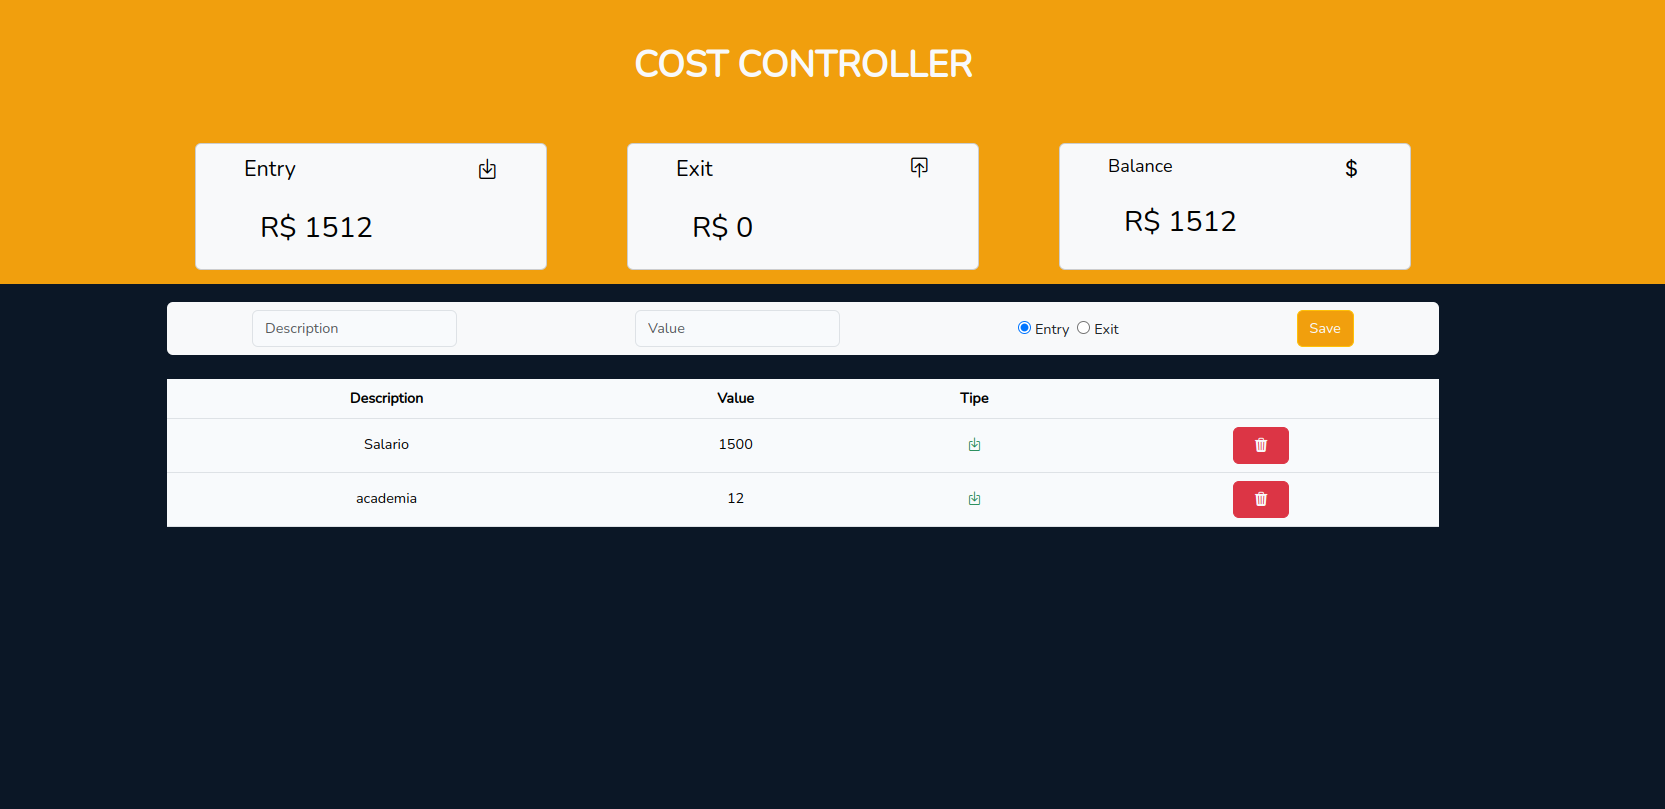 COST CONTROLLER
Entry Exit Balance $
R$ 1512 R$ 0 R$ 1512
Description Value Entry Exit Save
Description Value Tipe
Salario 1500
academia 12